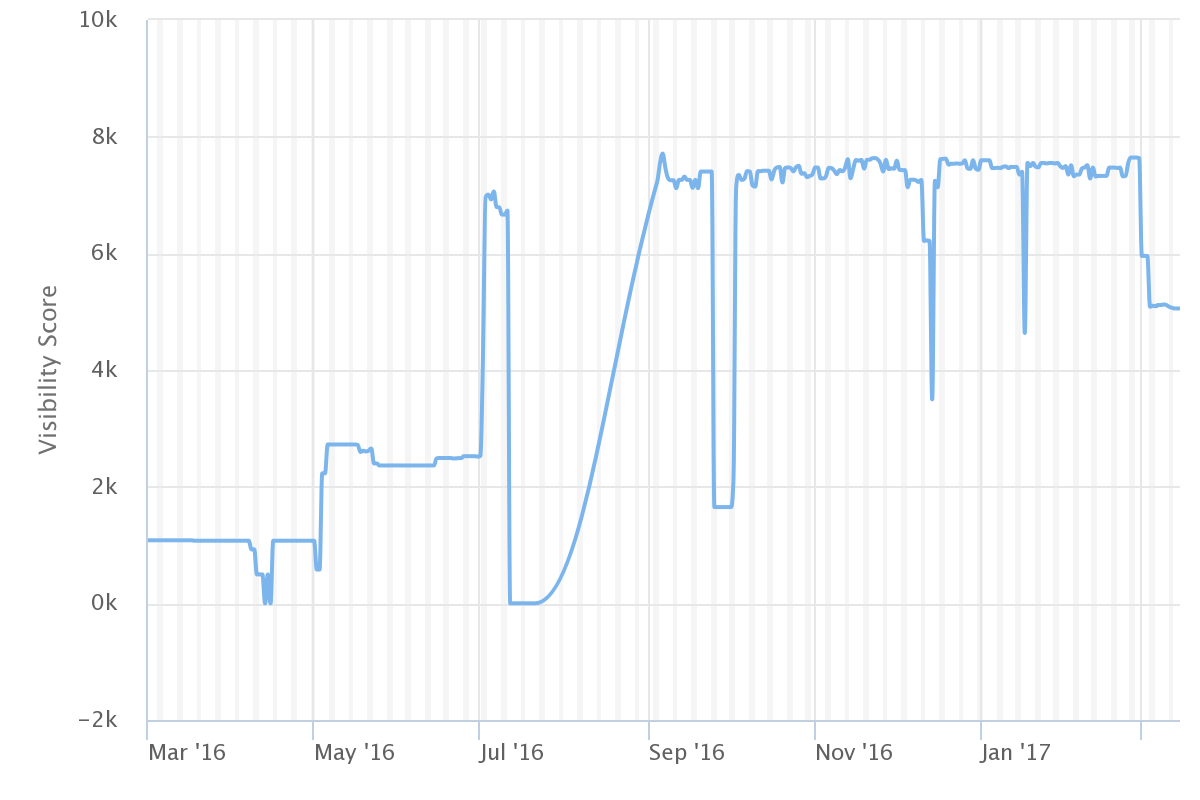 10k
8k
6k
4k
2k
0k
−2k
Visibility Score
Mar '16 May '16 Jul '16 Sep '16 Nov '16 Jan '17